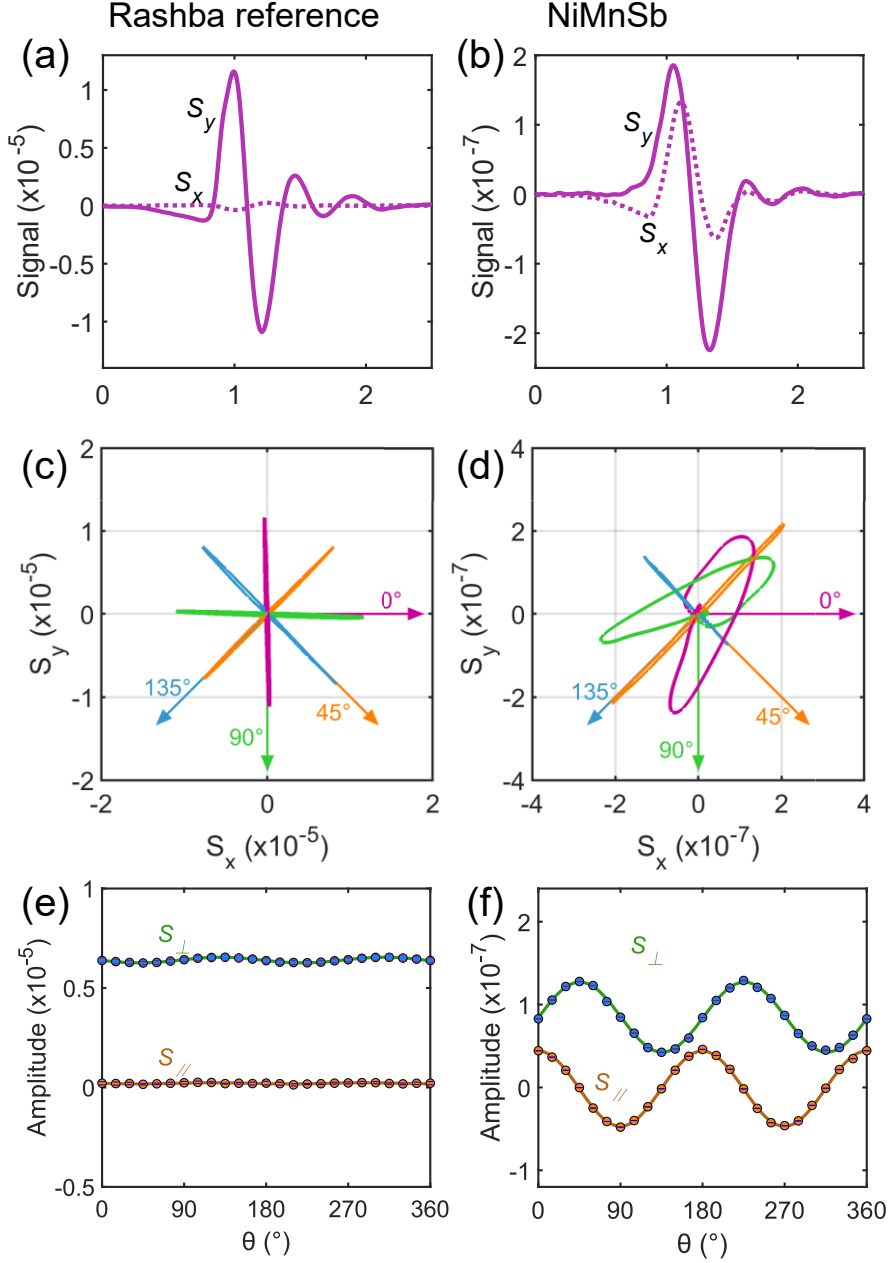 Rashba reference
NiMnSb
(a)
Signal (x10⁻⁵)
1
0.5
0
-0.5
-1
S_y
S_x
0
1
2
(b)
Signal (x10⁻⁷)
2
1
0
-1
-2
S_y
S_x
0
1
2
(c)
S_y (x10⁻⁵)
2
1
0
-1
-2
0°
135°
45°
90°
-2
0
2
S_x (x10⁻⁵)
(d)
S_y (x10⁻⁷)
4
2
0
-2
-4
0°
135°
45°
90°
-4
-2
0
2
4
S_x (x10⁻⁷)
(e)
Amplitude (x10⁻⁵)
1
0.5
0
-0.5
S_⊥
S_//
0
90
180
270
360
θ (°)
(f)
Amplitude (x10⁻⁷)
2
1
0
-1
S_⊥
S_//
0
90
180
270
360
θ (°)